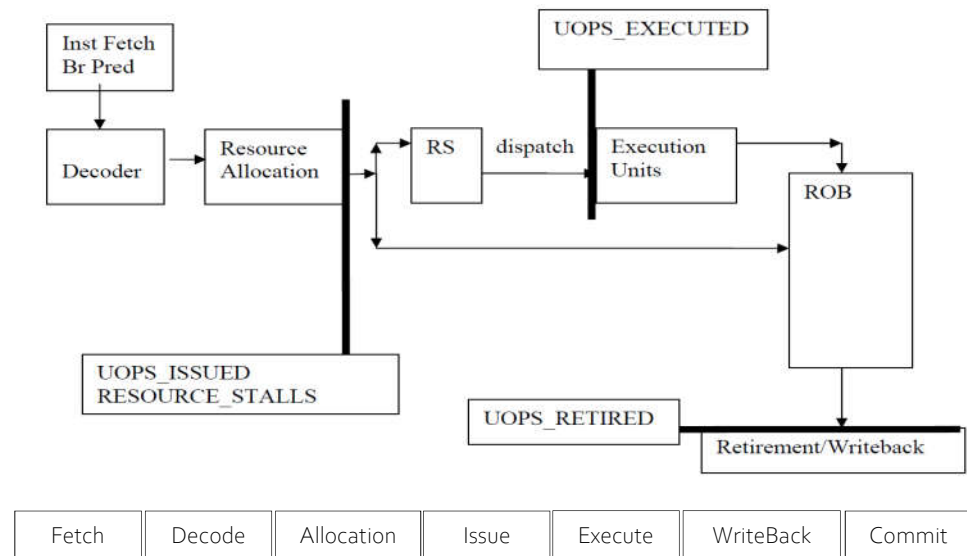 Inst Fetch
Br Pred
UOPS_EXECUTED
Decoder
Resource
Allocation
RS
dispatch
Execution
Units
ROB
UOPS_ISSUED
RESOURCE_STALLS
UOPS_RETIRED
Retirement/Writeback
Fetch
Decode
Allocation
Issue
Execute
WriteBack
Commit